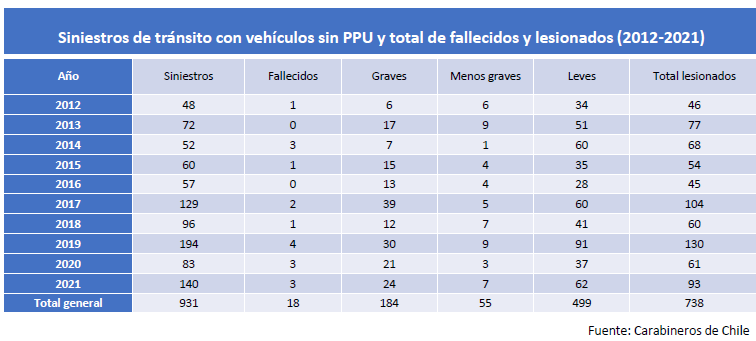 Siniestros de tránsito con vehículos sin PPU y total de fallecidos y lesionados (2012-2021)
Año Siniestros Fallecidos Graves Menos graves Leves Total lesionados
2012 48 1 6 6 34 46
2013 72 0 17 9 51 77
2014 52 3 7 1 60 68
2015 60 1 15 4 35 54
2016 57 0 13 4 28 45
2017 129 2 39 5 60 104
2018 96 1 12 7 41 60
2019 194 4 30 9 91 130
2020 83 3 21 3 37 61
2021 140 3 24 7 62 93
Total general 931 18 184 55 499 738
Fuente: Carabineros de Chile